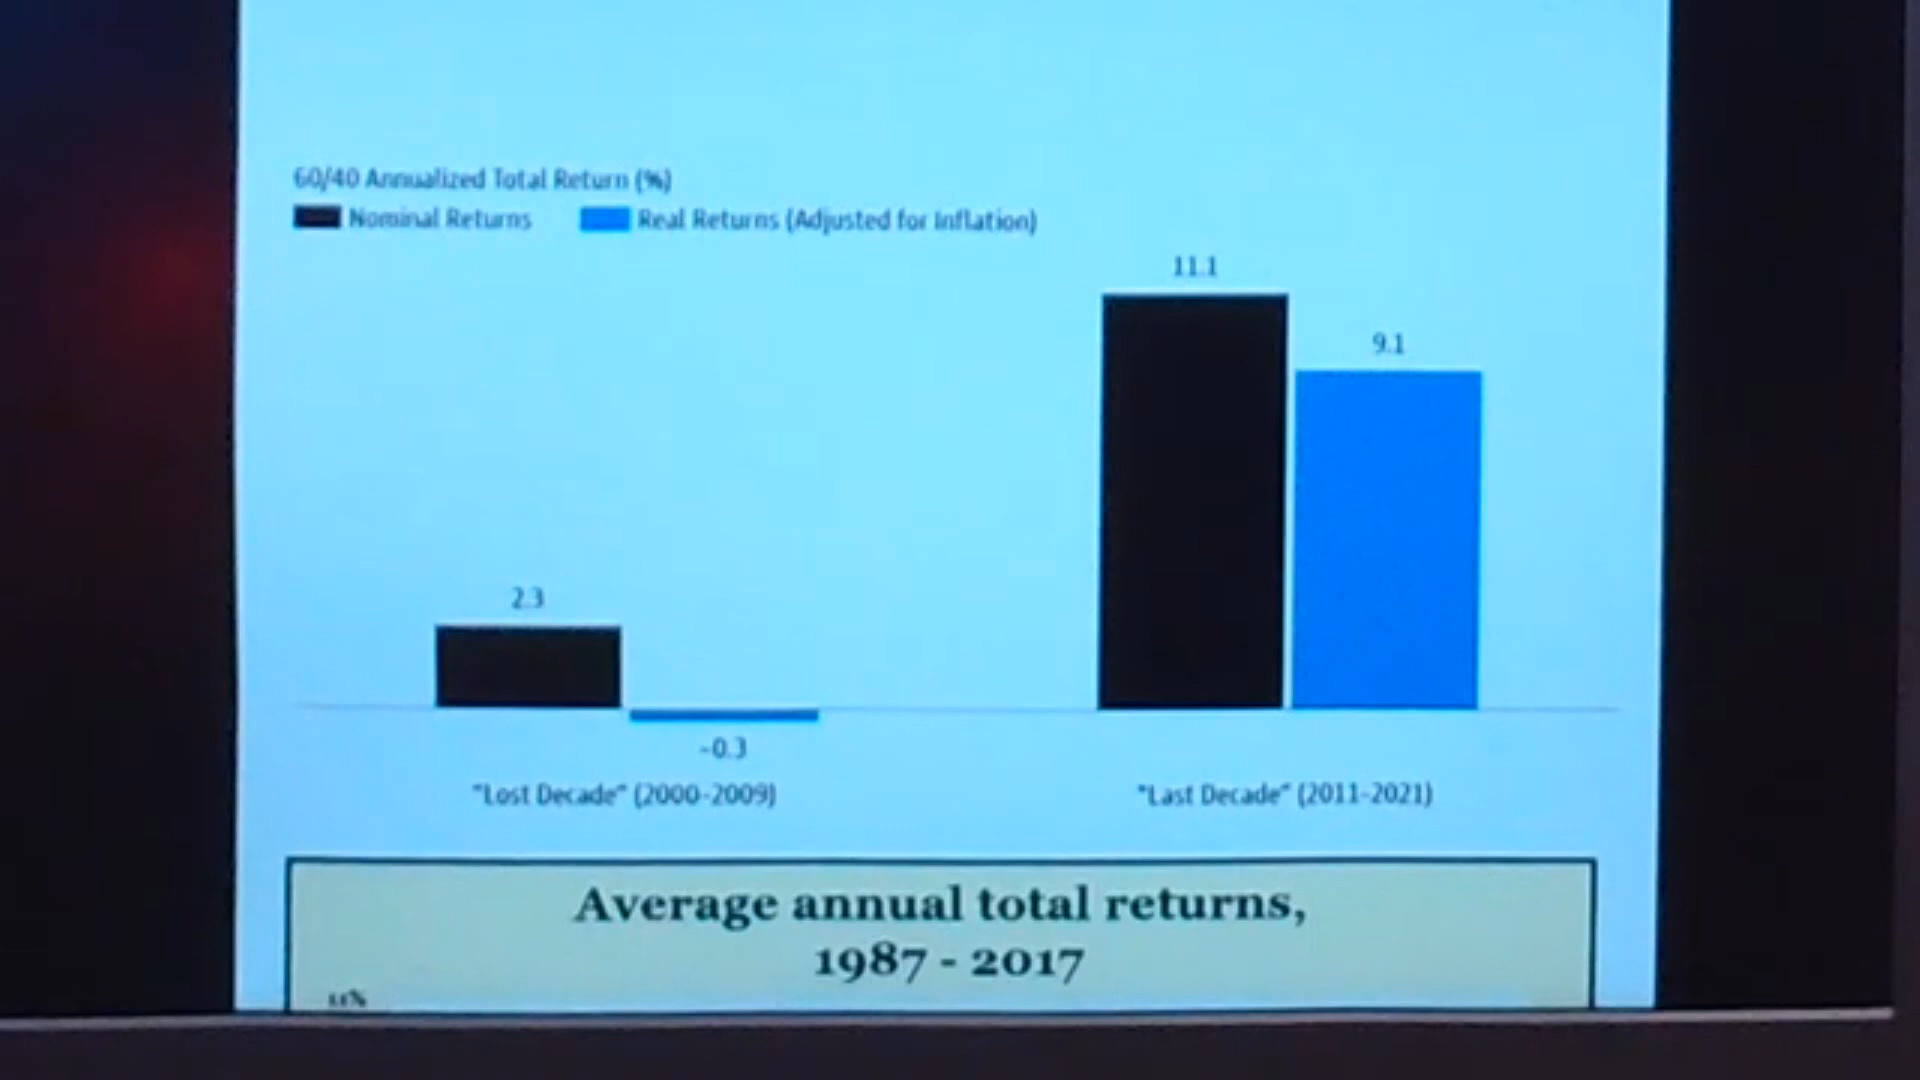 60/40 Annualized Total Return (%)
Nominal Returns Real Returns (Adjusted for Inflation)
11.1
9.1
2.3
-0.3
"Lost Decade" (2000-2009) "Last Decade" (2011-2021)
Average annual total returns,
1987 - 2017
11%